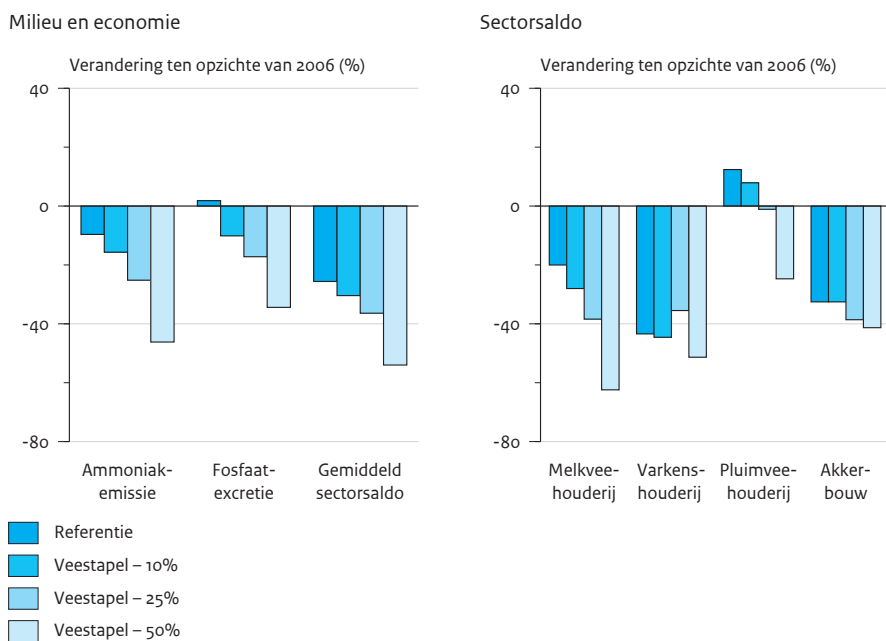 Milieu en economie
Verandering ten opzichte van 2006 (%)
40
0
-40
-80
Ammoniak-
emissie
Fosfaat-
excretie
Gemiddeld
sectorsaldo
Sectorsaldo
Verandering ten opzichte van 2006 (%)
40
0
-40
-80
Melkvee-
houderij
Varkens-
houderij
Pluimvee-
houderij
Akker-
bouw
Referentie
Veestapel – 10%
Veestapel – 25%
Veestapel – 50%